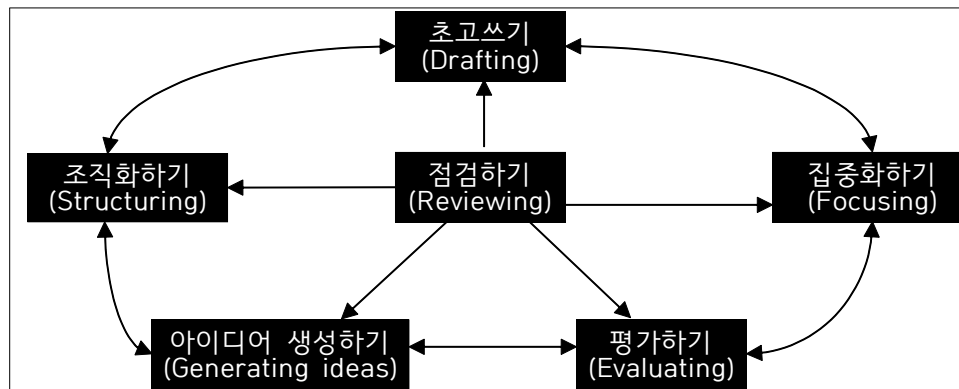 초고쓰기
(Drafting)
조직화하기
(Structuring)
점검하기
(Reviewing)
집중화하기
(Focusing)
아이디어 생성하기
(Generating ideas)
평가하기
(Evaluating)